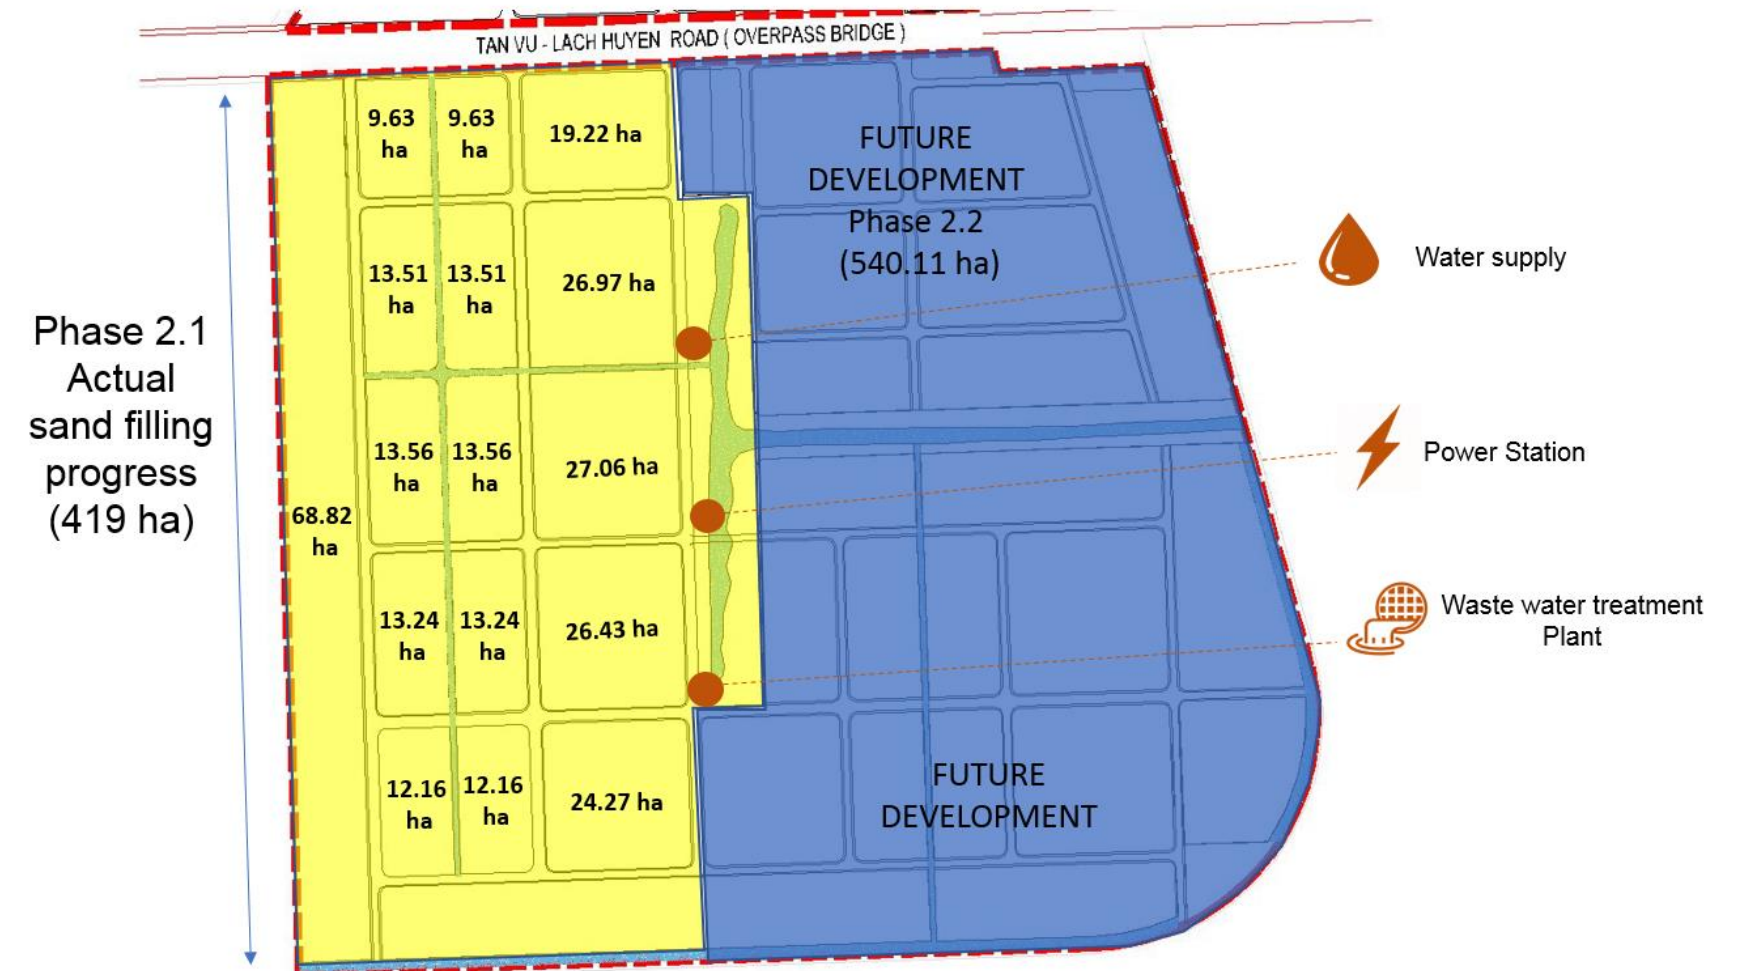 TAN VU - LACH HUYEN ROAD ( OVERPASS BRIDGE )
Phase 2.1
Actual
sand filling
progress
(419 ha)
9.63
ha
9.63
ha
19.22 ha
13.51
ha
13.51
ha
26.97 ha
13.56
ha
13.56
ha
27.06 ha
68.82
ha
13.24
ha
13.24
ha
26.43 ha
12.16
ha
12.16
ha
24.27 ha
FUTURE
DEVELOPMENT
Phase 2.2
(540.11 ha)
FUTURE
DEVELOPMENT
Water supply
Power Station
Waste water treatment
Plant